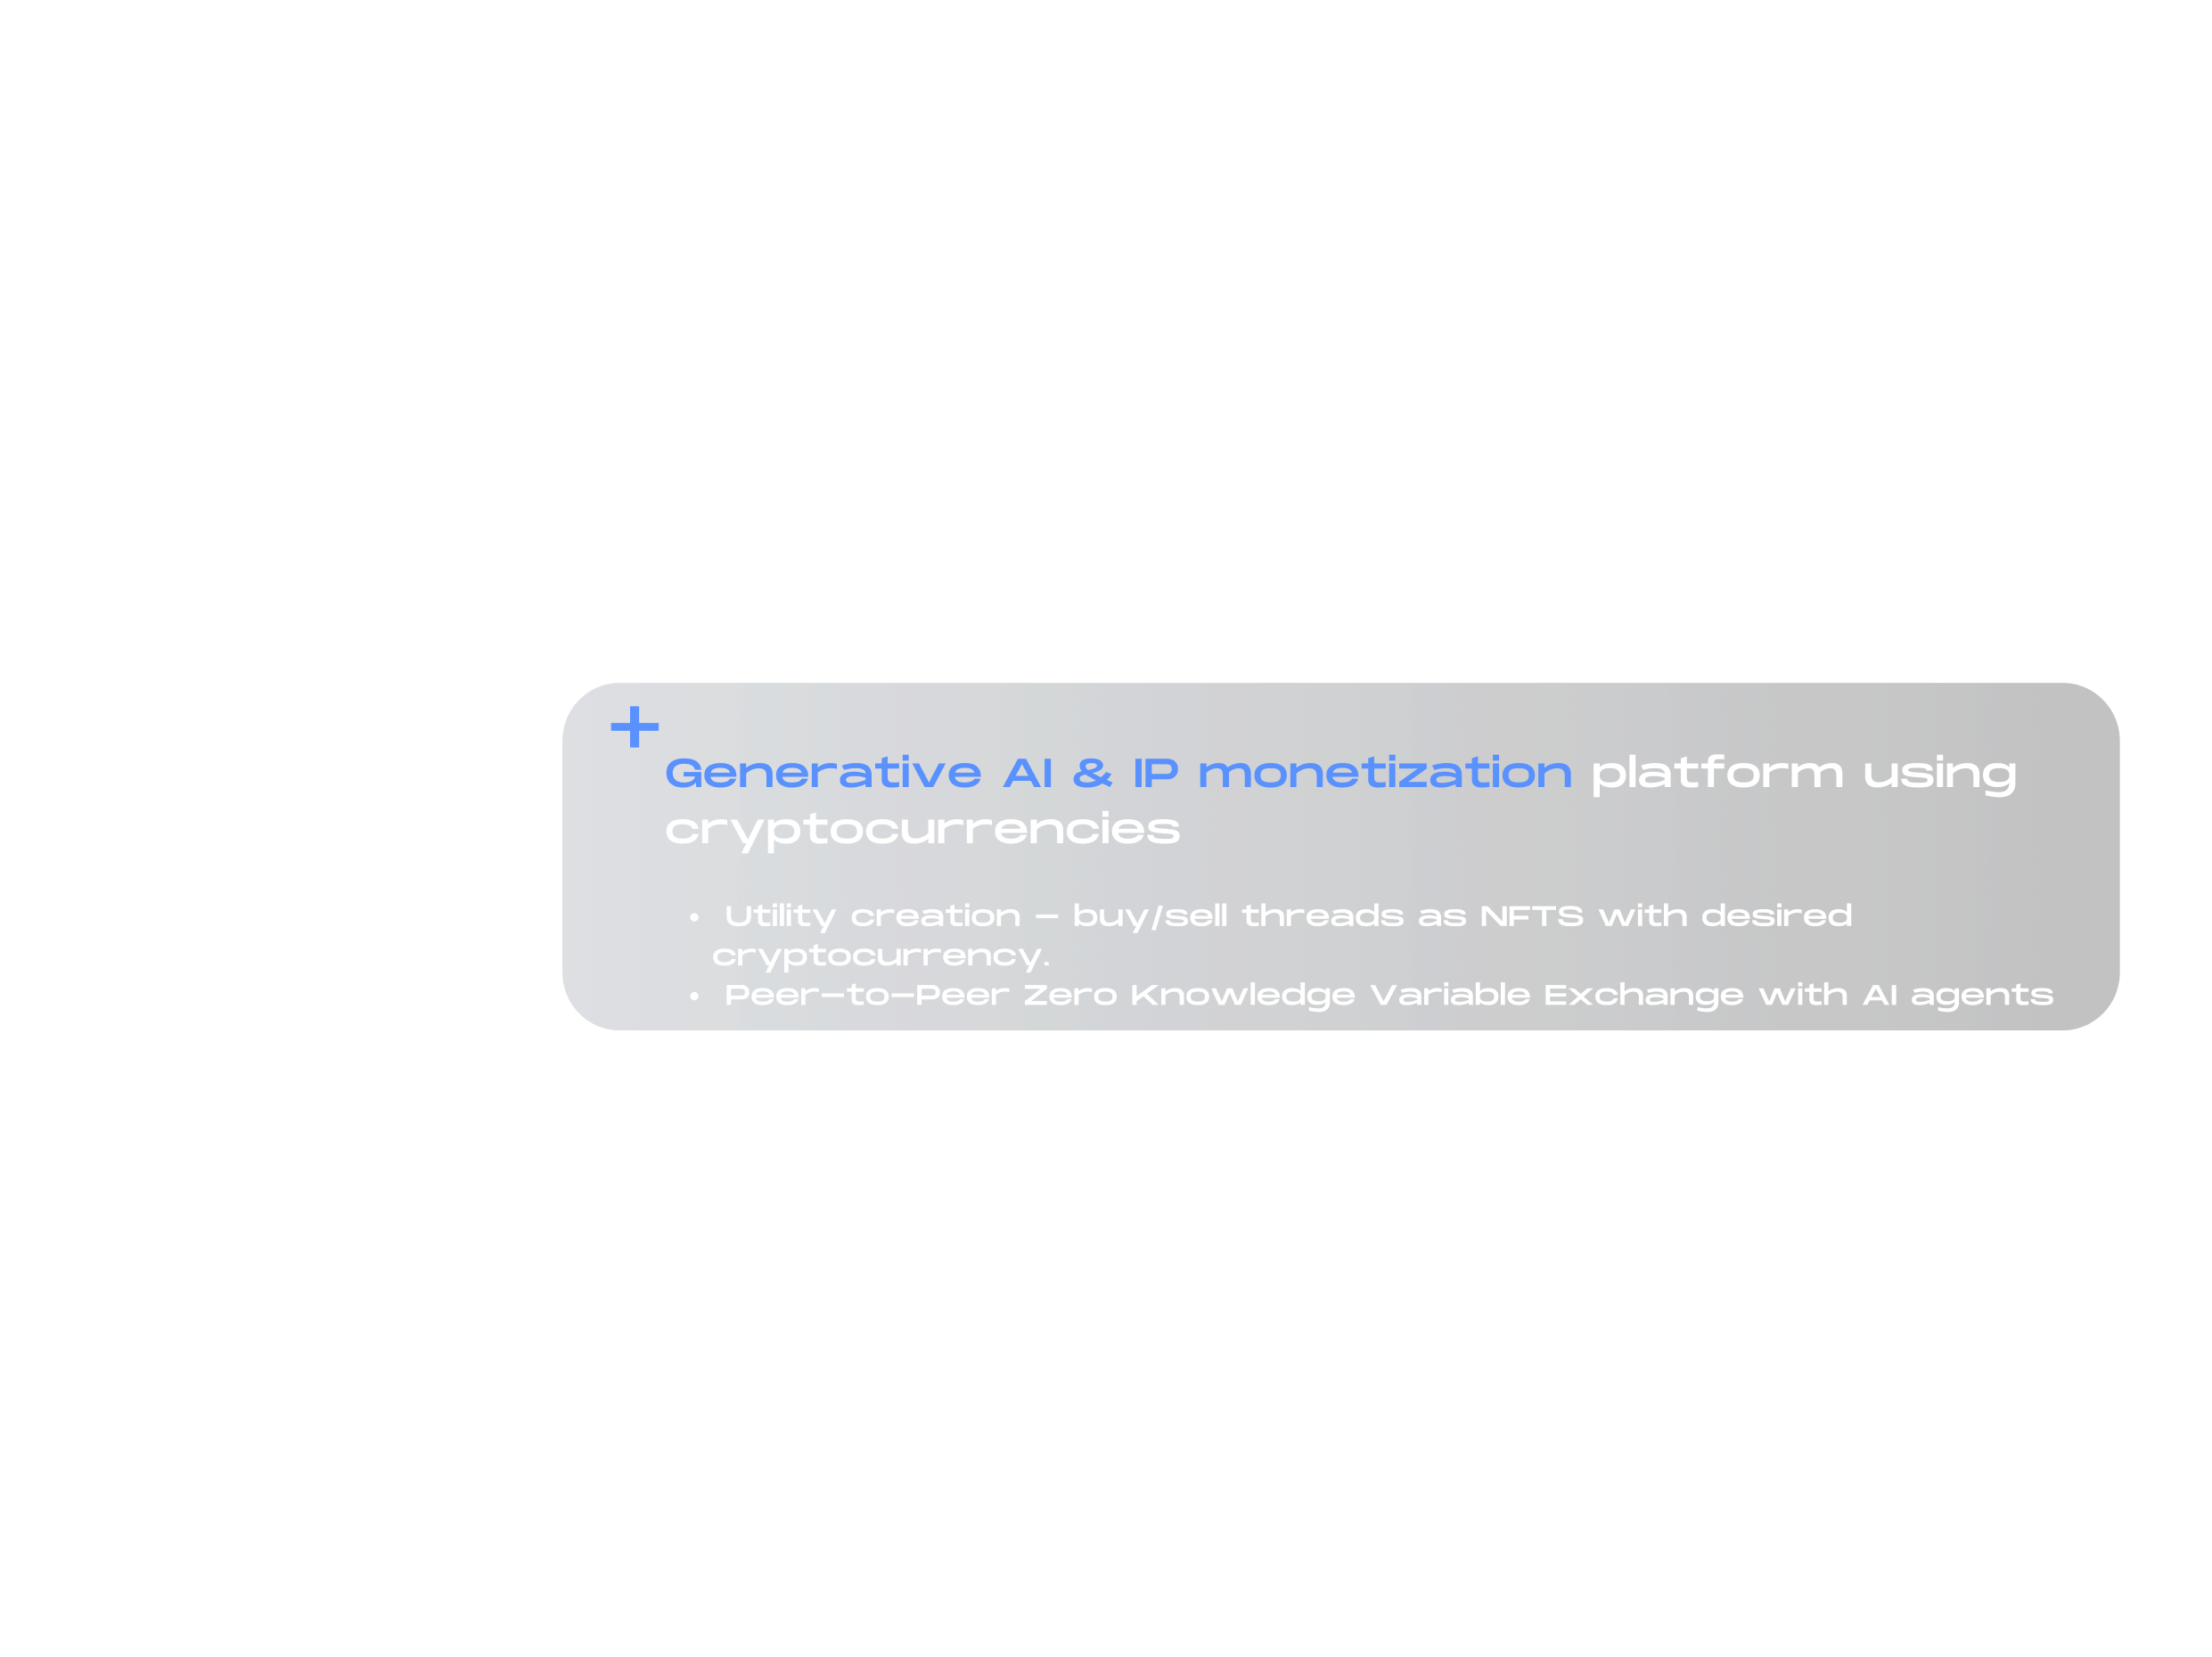 Generative AI & IP monetization platform using
cryptocurrencies
• Utility creation - buy/sell threads as NFTS with desired
cryptocurrency.
• Peer-to-Peer Zero Knowledge Variable Exchange with AI agents